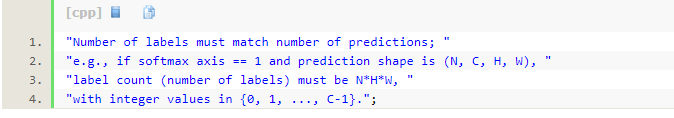 [cpp]
1. "Number of labels must match number of predictions; "
2. "e.g., if softmax axis == 1 and prediction shape is (N, C, H, W), "
3. "label count (number of labels) must be N*H*W, "
4. "with integer values in {0, 1, ..., C-1}.";